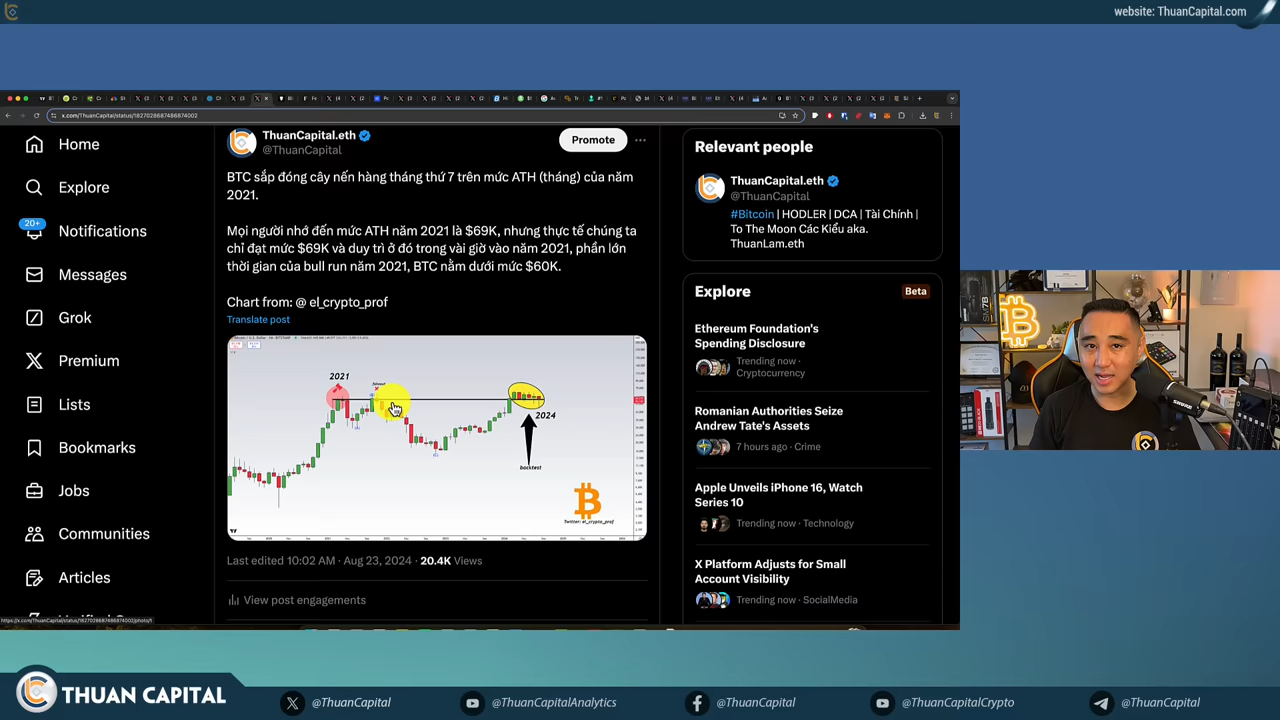 website: ThuanCapital.com
x.com/ThuanCapital/status/1827028687486874002
Home
Explore
20+
Notifications
Messages
Grok
Premium
Lists
Bookmarks
Jobs
Communities
Articles
ThuanCapital.eth
@ThuanCapital
Promote
BTC sắp đóng cây nến hàng tháng thứ 7 trên mức ATH (tháng) của năm
2021.
Mọi người nhớ đến mức ATH năm 2021 là $69K, nhưng thực tế chúng ta
chỉ đạt mức $69K và duy trì ở đó trong vài giờ vào năm 2021, phần lớn
thời gian của bull run năm 2021, BTC nằm dưới mức $60K.
Chart from: @ el_crypto_prof
Translate post
2021
2024
backtest
Twitter: el_crypto_prof
Last edited 10:02 AM · Aug 23, 2024 · 20.4K Views
View post engagements
Relevant people
ThuanCapital.eth
@ThuanCapital
#Bitcoin | HODLER | DCA | Tài Chính |
To The Moon Các Kiểu aka.
ThuanLam.eth
Explore
Beta
Ethereum Foundation's
Spending Disclosure
Trending now · Cryptocurrency
Romanian Authorities Seize
Andrew Tate's Assets
7 hours ago · Crime
Apple Unveils iPhone 16, Watch
Series 10
Trending now · Technology
X Platform Adjusts for Small
Account Visibility
Trending now · SocialMedia
SM7B
SHURE
THUAN CAPITAL
@ThuanCapital
@ThuanCapitalAnalytics
@ThuanCapital
@ThuanCapitalCrypto
@ThuanCapital